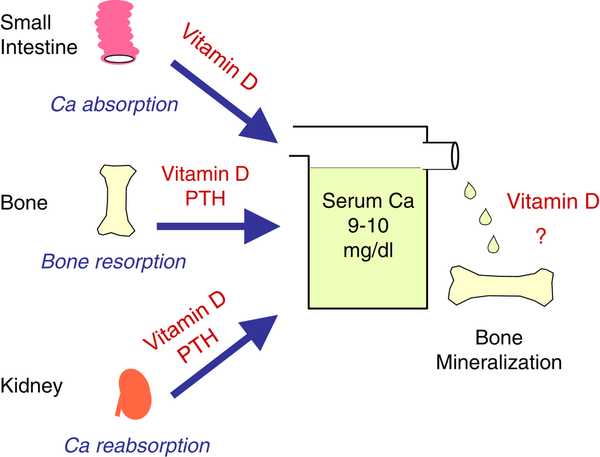 Small
Intestine
Vitamin D
Ca absorption
Bone
Vitamin D
PTH
Bone resorption
Kidney
Vitamin D
PTH
Ca reabsorption
Serum Ca
9-10
mg/dl
Vitamin D
?
Bone
Mineralization